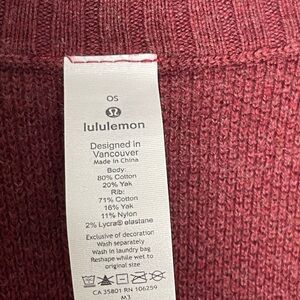 OS
lululemon
Designed in
Vancouver
Made in China
Body:
80% Cotton
20% Yak
Rib:
71% Cotton
16% Yak
11% Nylon
2% Lycra® elastane
Exclusive of decoration
Wash separately
Wash in laundry bag
Reshape while wet to
original size
CA 35801 RN 106259
M3